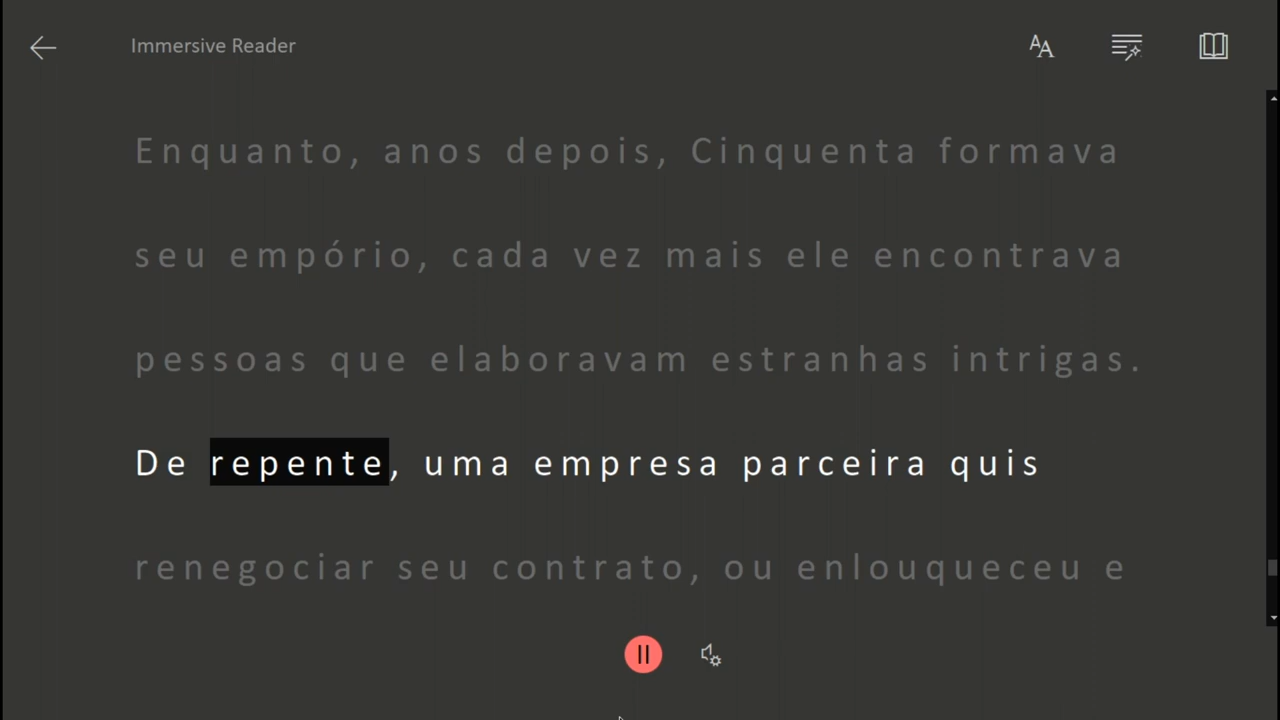 Immersive Reader
Enquanto, anos depois, Cinquenta formava
seu empório, cada vez mais ele encontrava
pessoas que elaboravam estranhas intrigas.
De repente, uma empresa parceira quis
renegociar seu contrato, ou enlouqueceu e